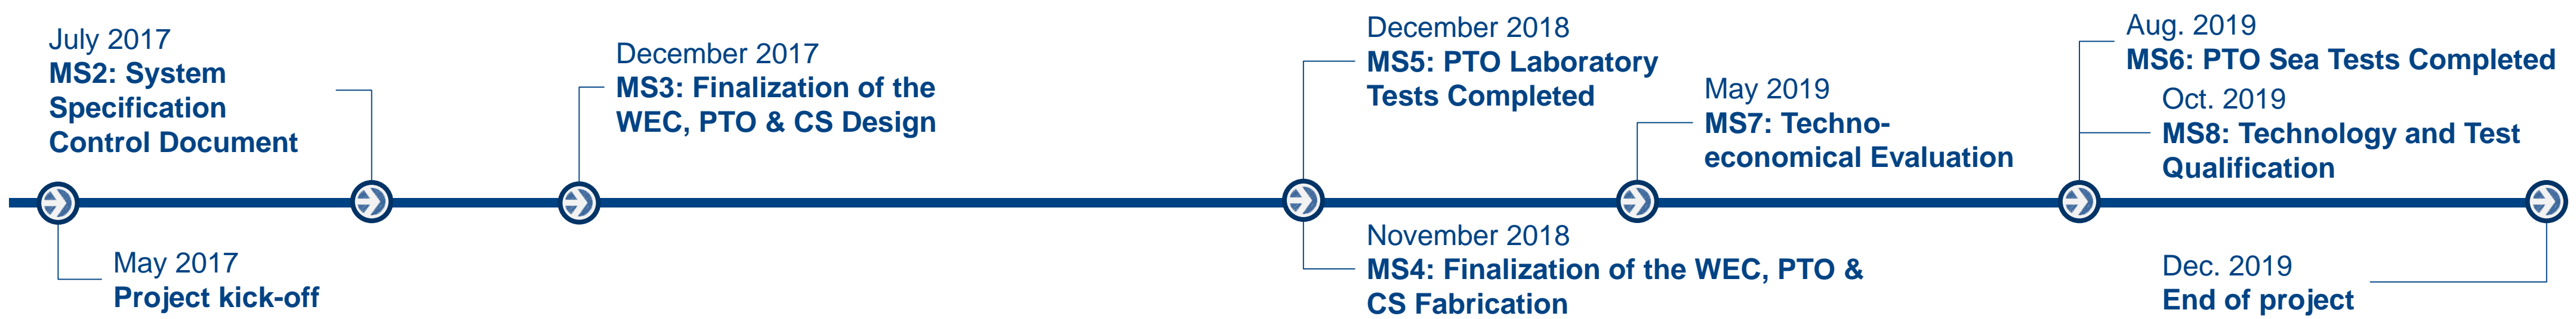 July 2017
MS2: System
Specification
Control Document
May 2017
Project kick-off
December 2017
MS3: Finalization of the
WEC, PTO & CS Design
December 2018
MS5: PTO Laboratory
Tests Completed
November 2018
MS4: Finalization of the WEC, PTO &
CS Fabrication
May 2019
MS7: Techno-
economical Evaluation
Aug. 2019
MS6: PTO Sea Tests Completed
Oct. 2019
MS8: Technology and Test
Qualification
Dec. 2019
End of project